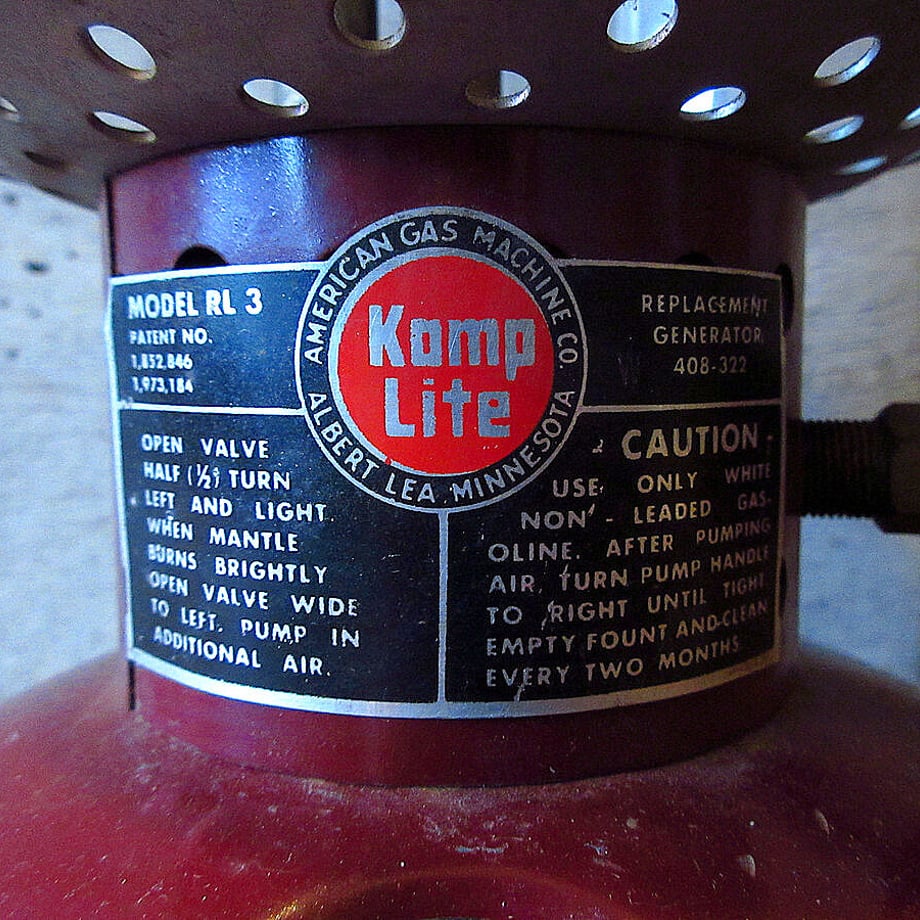 AMERICAN GAS MACHINE CO.
ALBERT LEA MINNESOTA
Kamp
Lite
MODEL RL 3
PATENT NO.
1,852,846
1,973,184
REPLACEMENT
GENERATOR
408-322
OPEN VALVE
HALF (½) TURN
LEFT AND LIGHT.
WHEN MANTLE
BURNS BRIGHTLY
OPEN VALVE WIDE
TO LEFT. PUMP IN
ADDITIONAL AIR.
CAUTION -
USE ONLY WHITE
NON - LEADED GAS-
OLINE. AFTER PUMPING
AIR, TURN PUMP HANDLE
TO RIGHT UNTIL TIGHT
EMPTY FOUNT AND CLEAN
EVERY TWO MONTHS